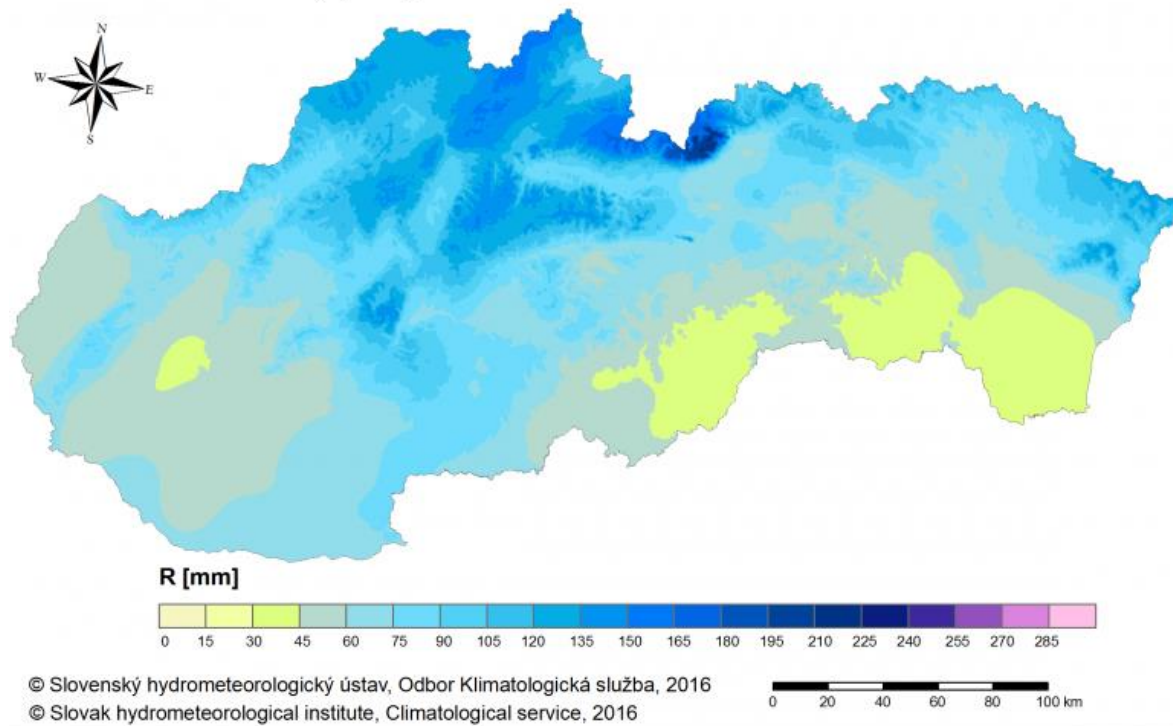 N
W
E
S
R [mm]
0 15 30 45 60 75 90 105 120 135 150 165 180 195 210 225 240 255 270 285
© Slovenský hydrometeorologický ústav, Odbor Klimatologická služba, 2016
© Slovak hydrometeorological institute, Climatological service, 2016
0 20 40 60 80 100 km